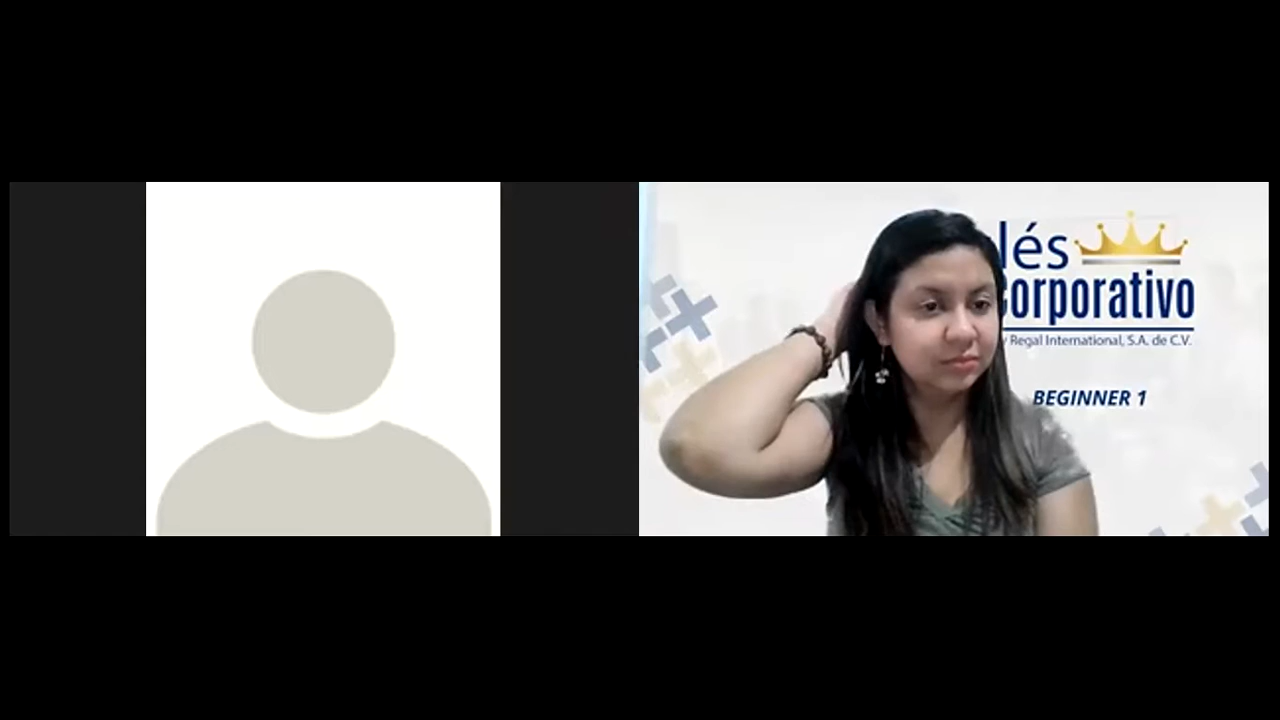 lés
corporativo
y Regal International, S.A. de C.V.
BEGINNER 1